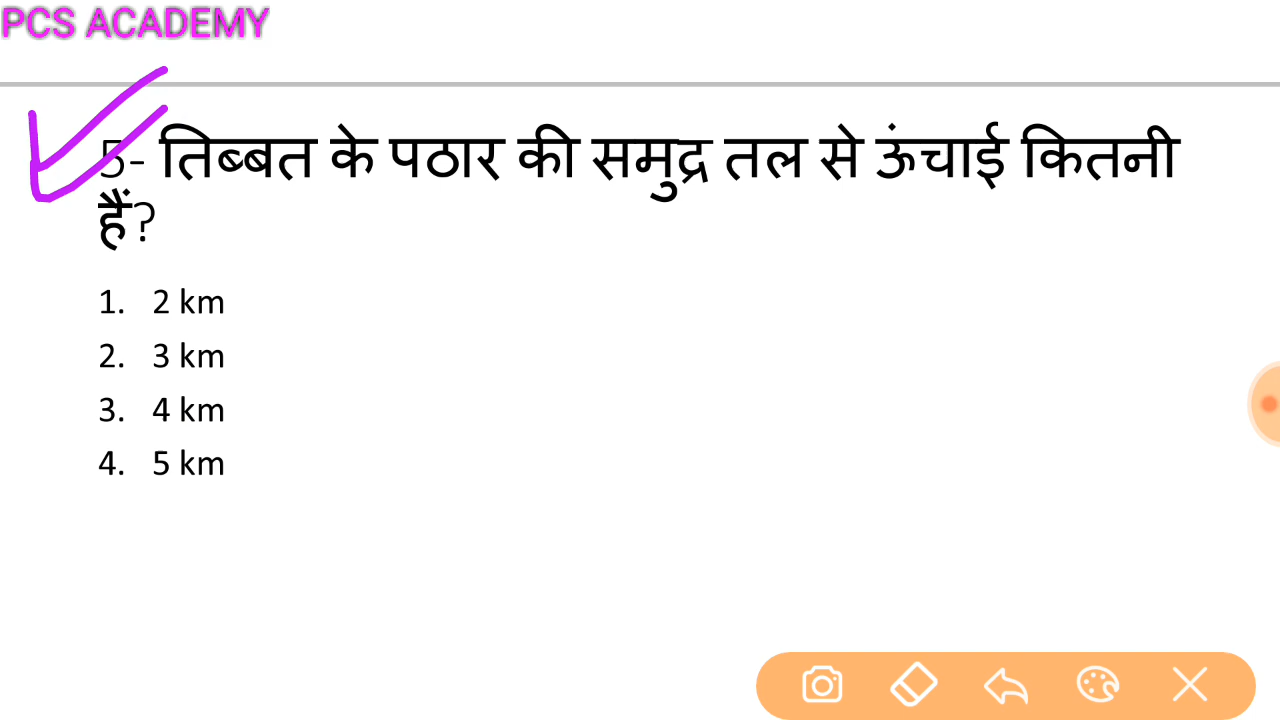 PCS ACADEMY
5- तिब्बत के पठार की समुद्र तल से ऊंचाई कितनी
हैं?
1. 2 km
2. 3 km
3. 4 km
4. 5 km